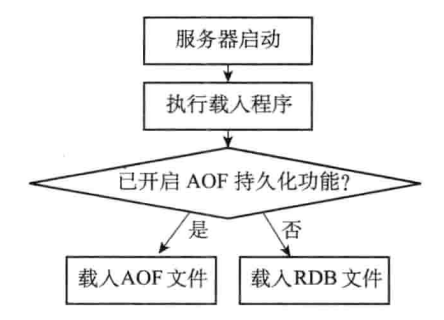 服务器启动
执行载入程序
已开启 AOF 持久化功能?
是
否
载入AOF 文件
载入RDB 文件